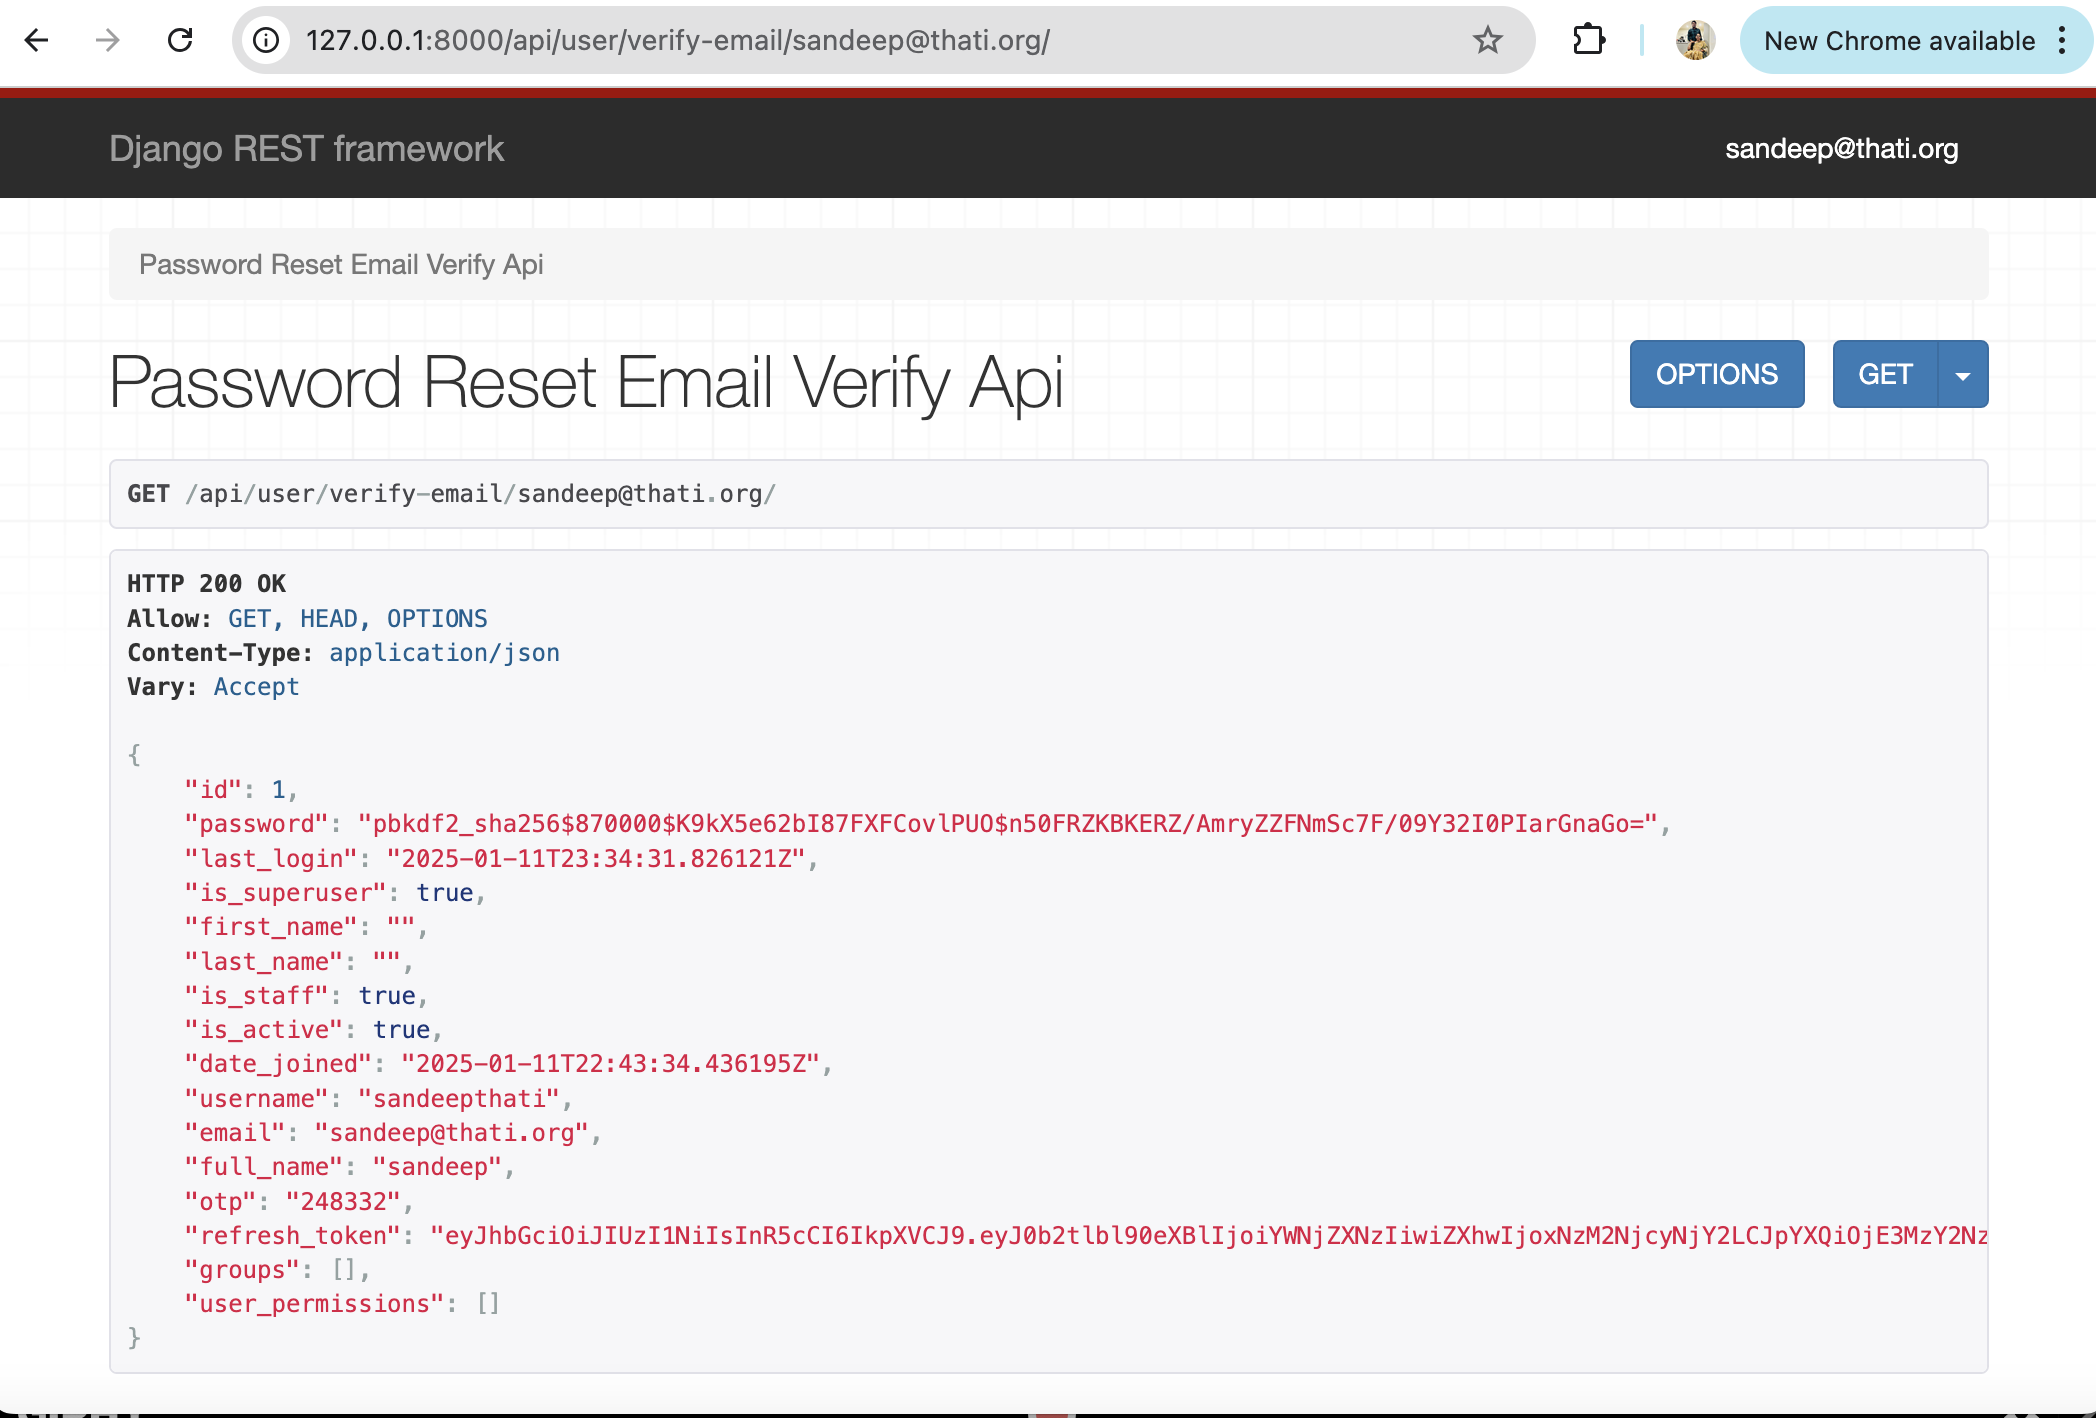 127.0.0.1:8000/api/user/verify-email/sandeep@thati.org/
New Chrome available
Django REST framework
sandeep@thati.org
Password Reset Email Verify Api
Password Reset Email Verify Api
OPTIONS
GET
GET /api/user/verify-email/sandeep@thati.org/
HTTP 200 OK
Allow: GET, HEAD, OPTIONS
Content-Type: application/json
Vary: Accept
{
"id": 1,
"password": "pbkdf2_sha256$870000$K9kX5e62bI87FXFCovlPUO$n50FRZKBKERZ/AmryZZFNmSc7F/09Y32I0PIarGnaGo=",
"last_login": "2025-01-11T23:34:31.826121Z",
"is_superuser": true,
"first_name": "",
"last_name": "",
"is_staff": true,
"is_active": true,
"date_joined": "2025-01-11T22:43:34.436195Z",
"username": "sandeepthati",
"email": "sandeep@thati.org",
"full_name": "sandeep",
"otp": "248332",
"refresh_token": "eyJhbGciOiJIUzI1NiIsInR5cCI6IkpXVCJ9.eyJ0b2tlbl90eXBlIjoiYWNjZXNzIiwiZXhwIjoxNzM2NjcyNjY2LCJpYXQiOjE3MzY2Nz
"groups": [],
"user_permissions": []
}